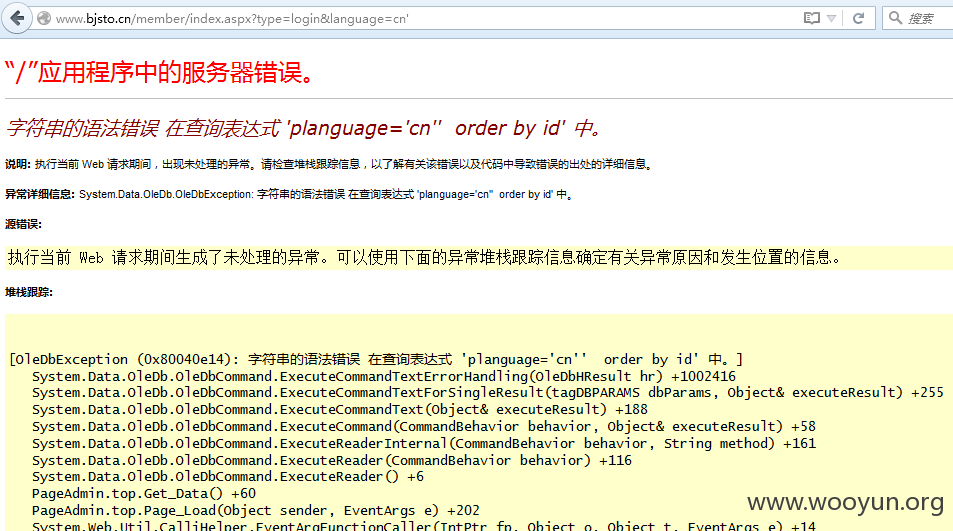 www.bjsto.cn/member/index.aspx?type=login&language=cn'
搜索
“/”应用程序中的服务器错误。
字符串的语法错误 在查询表达式 'planguage='cn''  order by id' 中。
说明: 执行当前 Web 请求期间，出现未处理的异常。请检查堆栈跟踪信息，以了解有关该错误以及代码中导致错误的出处的详细信息。
异常详细信息: System.Data.OleDb.OleDbException: 字符串的语法错误 在查询表达式 'planguage='cn''  order by id' 中。
源错误:
执行当前 Web 请求期间生成了未处理的异常。可以使用下面的异常堆栈跟踪信息确定有关异常原因和发生位置的信息。
堆栈跟踪:
[OleDbException (0x80040e14): 字符串的语法错误 在查询表达式 'planguage='cn''  order by id' 中。]
System.Data.OleDb.OleDbCommand.ExecuteCommandTextErrorHandling(OleDbHResult hr) +1002416
System.Data.OleDb.OleDbCommand.ExecuteCommandTextForSingleResult(tagDBPARAMS dbParams, Object& executeResult) +255
System.Data.OleDb.OleDbCommand.ExecuteCommandText(Object& executeResult) +188
System.Data.OleDb.OleDbCommand.ExecuteCommand(CommandBehavior behavior, Object& executeResult) +58
System.Data.OleDb.OleDbCommand.ExecuteReaderInternal(CommandBehavior behavior, String method) +161
System.Data.OleDb.OleDbCommand.ExecuteReader(CommandBehavior behavior) +116
System.Data.OleDb.OleDbCommand.ExecuteReader() +6
PageAdmin.top.Get_Data() +60
PageAdmin.top.Page_Load(Object sender, EventArgs e) +202
System.Web.Util.CalliHelper.EventArgFunctionCaller(IntPtr fp, Object o, Object t, EventArgs e) +14
www.wooyun.org